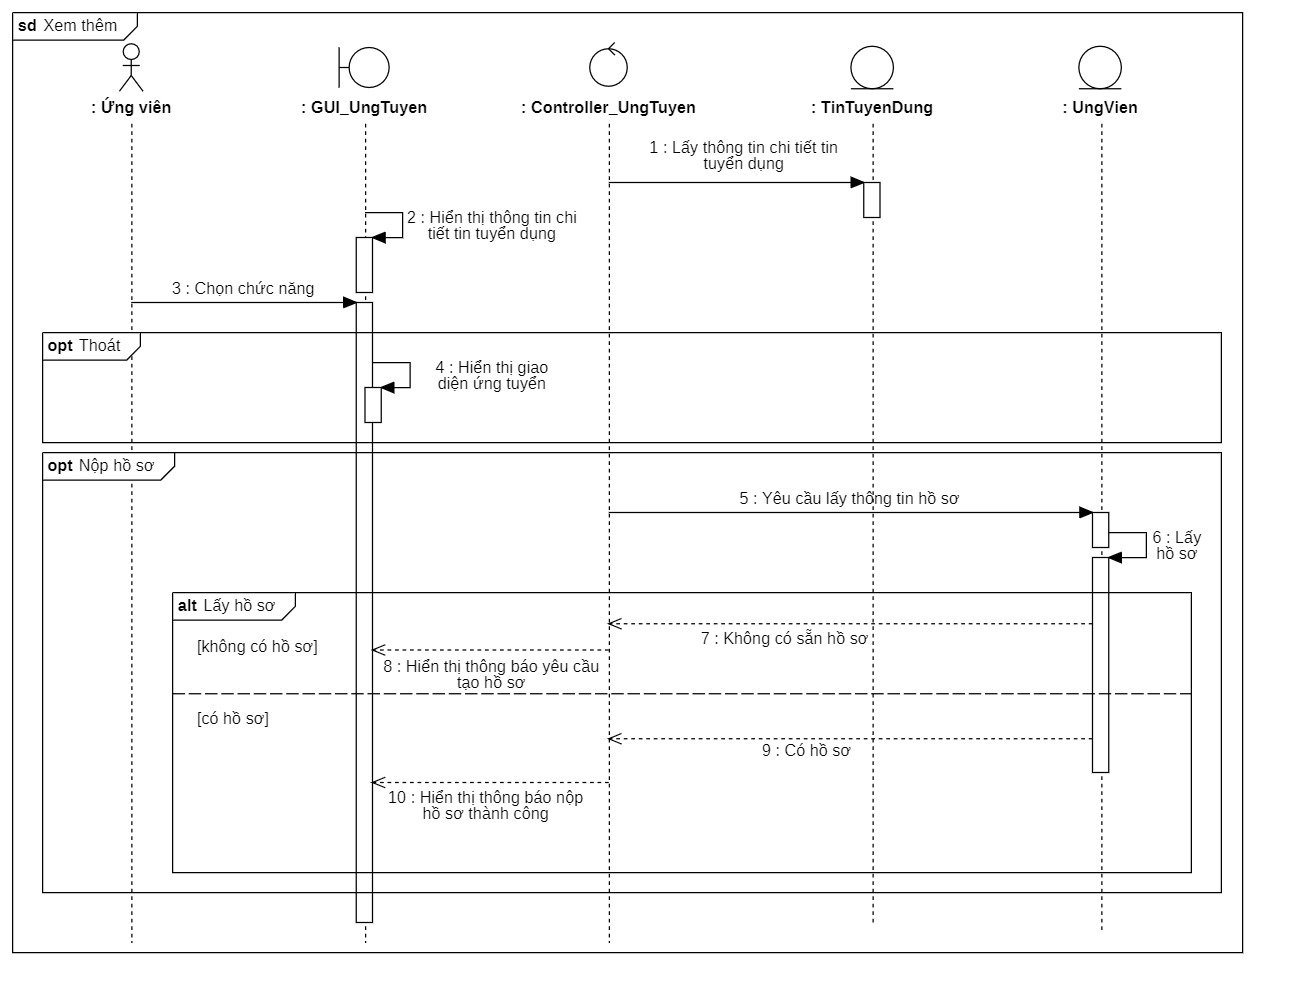 sd Xem thêm
: Ứng viên
: GUI_UngTuyen
: Controller_UngTuyen
: TinTuyenDung
: UngVien
1 : Lấy thông tin chi tiết tin
tuyển dụng
2 : Hiển thị thông tin chi
tiết tin tuyển dụng
3 : Chọn chức năng
opt Thoát
4 : Hiển thị giao
diện ứng tuyển
opt Nộp hồ sơ
5 : Yêu cầu lấy thông tin hồ sơ
6 : Lấy
hồ sơ
alt Lấy hồ sơ
7 : Không có sẵn hồ sơ
[không có hồ sơ]
8 : Hiển thị thông báo yêu cầu
tạo hồ sơ
[có hồ sơ]
9 : Có hồ sơ
10 : Hiển thị thông báo nộp
hồ sơ thành công